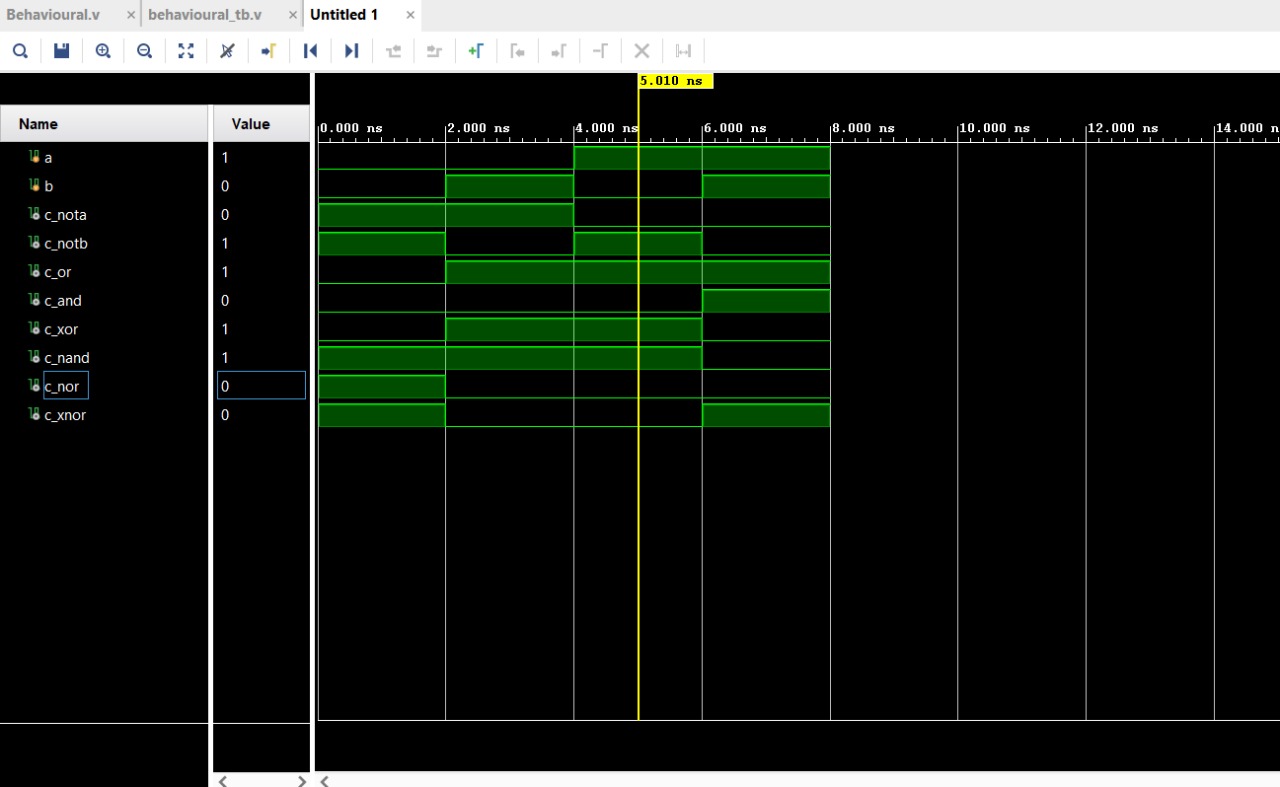 Behavioural.v × behavioural_tb.v × Untitled 1 ×
5.010 ns
Name Value
0.000 ns 2.000 ns 4.000 ns 6.000 ns 8.000 ns 10.000 ns 12.000 ns 14.000 n
a 1
b 0
c_nota 0
c_notb 1
c_or 1
c_and 0
c_xor 1
c_nand 1
c_nor 0
c_xnor 0